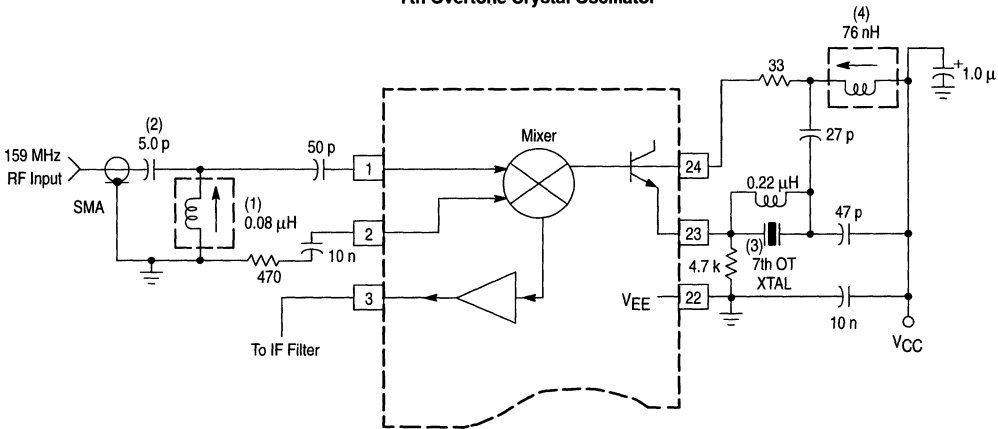 7th Overtone Crystal Oscillator
(4)
76 nH
33
+
1.0 μ
(2)
5.0 p
50 p
159 MHz
RF Input
SMA
(1)
0.08 μH
10 n
470
1
2
3
To IF Filter
Mixer
24
23
22
VEE
27 p
0.22 μH
47 p
(3)
7th OT
XTAL
4.7 k
10 n
VCC